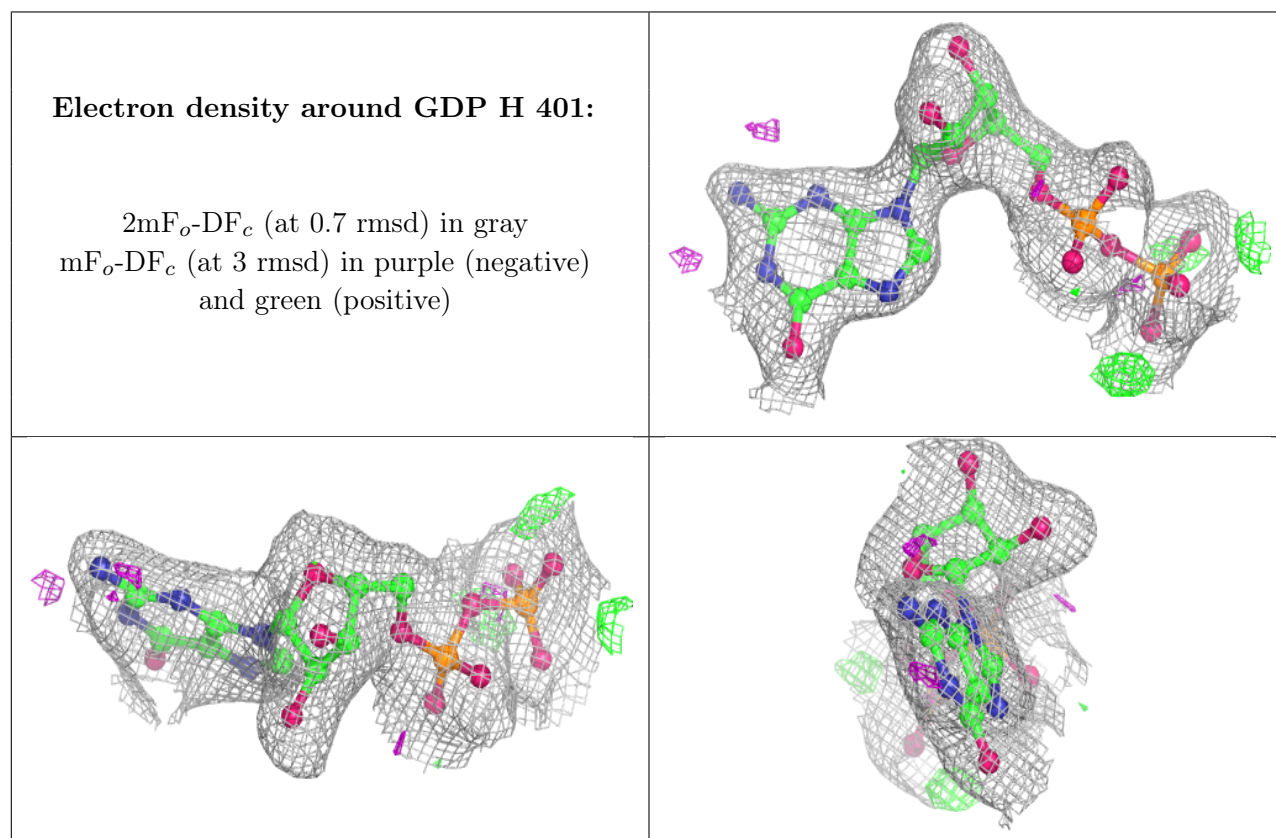 Electron density around GDP H 401:
2mFₒ-DF𝒸 (at 0.7 rmsd) in gray
mFₒ-DF𝒸 (at 3 rmsd) in purple (negative)
and green (positive)